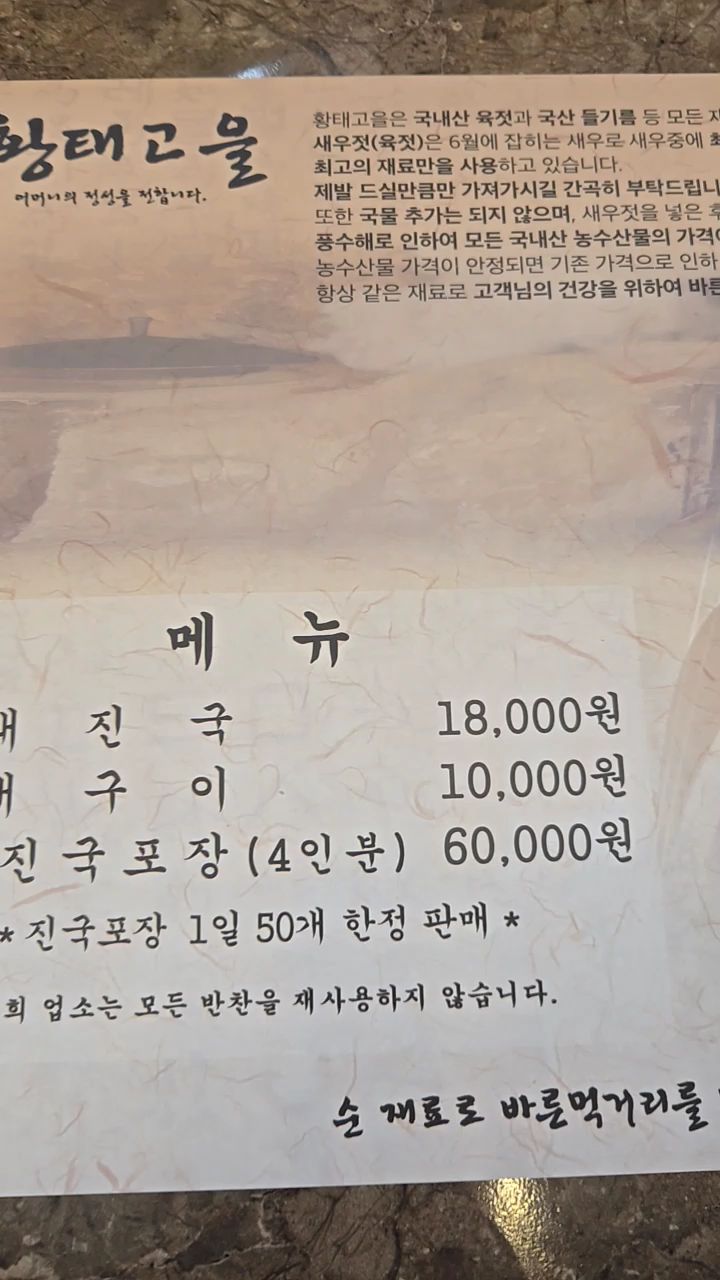 황태고을
어머니의 정성을 전합니다.
황태고을은 국내산 육젓과 국산 들기름 등 모든
새우젓(육젓)은 6월에 잡히는 새우로 새우중에
최고의 재료만을 사용하고 있습니다.
제발 드실만큼만 가져가시길 간곡히 부탁드립니
또한 국물 추가는 되지 않으며, 새우젓을 넣은
풍수해로 인하여 모든 국내산 농수산물의 가격
농수산물 가격이 안정되면 기존 가격으로 인하
항상 같은 재료로 고객님의 건강을 위하여 바른
메 뉴
진 국 18,000원
구 이 10,000원
진 국 포 장 (4인 분) 60,000원
* 진국포장 1일 50개 한정 판매 *
희 업소는 모든 반찬을 재사용하지 않습니다.
순 재료로 바른먹거리를